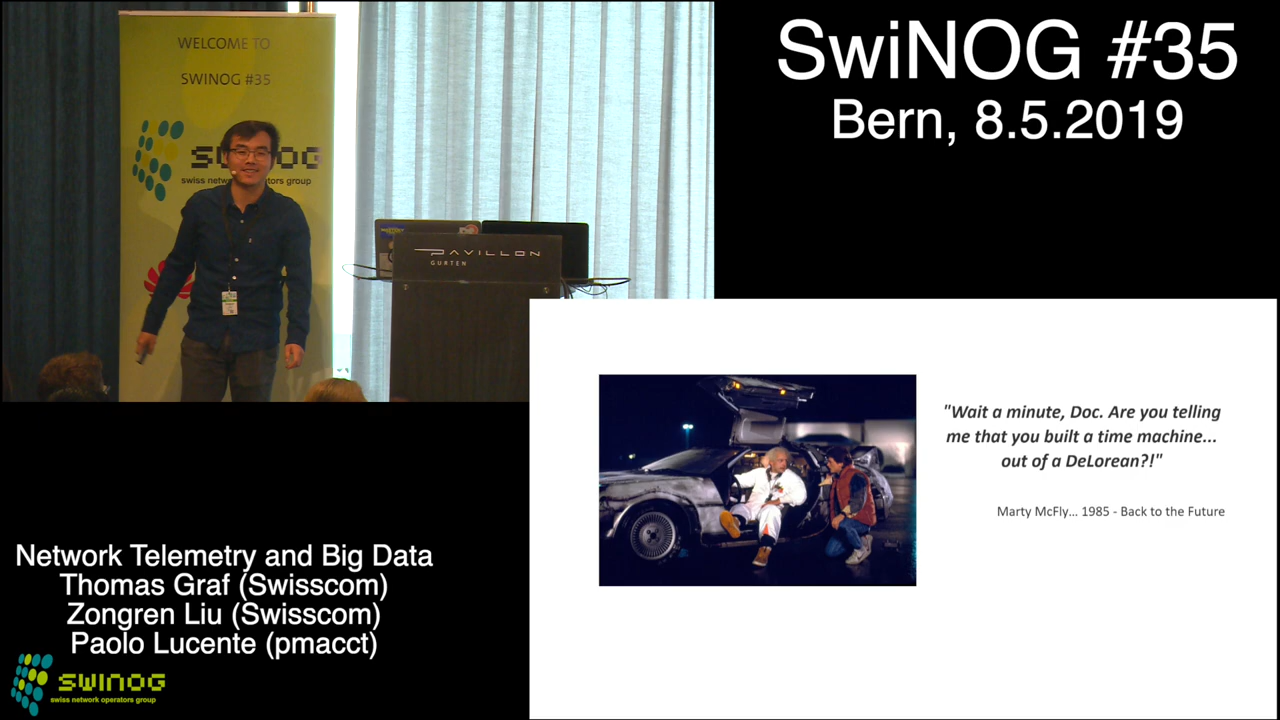 WELCOME TO
SWINOG #35
swiss network operators group
PAVILLON
GURTEN
SwiNOG #35
Bern, 8.5.2019
"Wait a minute, Doc. Are you telling
me that you built a time machine...
out of a DeLorean?!"
Marty McFly... 1985 - Back to the Future
Network Telemetry and Big Data
Thomas Graf (Swisscom)
Zongren Liu (Swisscom)
Paolo Lucente (pmacct)
SWINOG
swiss network operators group